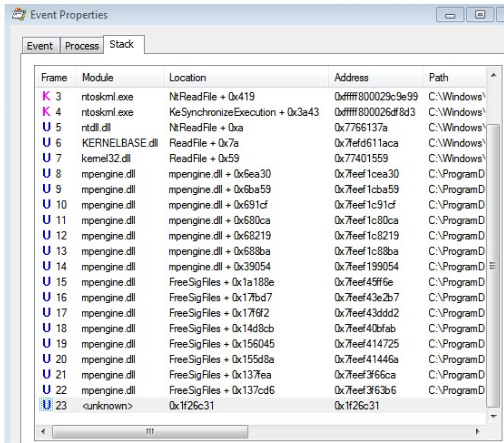 Event Properties
Event Process Stack
Frame Module Location Address Path
K 3 ntoskrnl.exe NtReadFile + 0x419 0xfffff800029c9e99 C:\Windows\
K 4 ntoskrnl.exe KeSynchronizeExecution + 0x3a43 0xfffff800026df8d3 C:\Windows\
U 5 ntdll.dll NtReadFile + 0xa 0x7766137a C:\Windows\
U 6 KERNELBASE.dll ReadFile + 0x7a 0x7fefd611aca C:\Windows\
U 7 kernel32.dll ReadFile + 0x59 0x77401559 C:\Windows\
U 8 mpengine.dll mpengine.dll + 0x6ea30 0x7feef1cea30 C:\ProgramD
U 9 mpengine.dll mpengine.dll + 0x6ba59 0x7feef1cba59 C:\ProgramD
U 10 mpengine.dll mpengine.dll + 0x691cf 0x7feef1c91cf C:\ProgramD
U 11 mpengine.dll mpengine.dll + 0x680ca 0x7feef1c80ca C:\ProgramD
U 12 mpengine.dll mpengine.dll + 0x68219 0x7feef1c8219 C:\ProgramD
U 13 mpengine.dll mpengine.dll + 0x688ba 0x7feef1c88ba C:\ProgramD
U 14 mpengine.dll mpengine.dll + 0x39054 0x7feef199054 C:\ProgramD
U 15 mpengine.dll FreeSigFiles + 0x1a188e 0x7feef45ff6e C:\ProgramD
U 16 mpengine.dll FreeSigFiles + 0x17fbd7 0x7feef43e2b7 C:\ProgramD
U 17 mpengine.dll FreeSigFiles + 0x17f6f2 0x7feef43ddd2 C:\ProgramD
U 18 mpengine.dll FreeSigFiles + 0x14d8cb 0x7feef40bfab C:\ProgramD
U 19 mpengine.dll FreeSigFiles + 0x156045 0x7feef414725 C:\ProgramD
U 20 mpengine.dll FreeSigFiles + 0x155d8a 0x7feef41446a C:\ProgramD
U 21 mpengine.dll FreeSigFiles + 0x137fea 0x7feef3f66ca C:\ProgramD
U 22 mpengine.dll FreeSigFiles + 0x137cd6 0x7feef3f63b6 C:\ProgramD
U 23 <unknown> 0x1f26c31 0x1f26c31